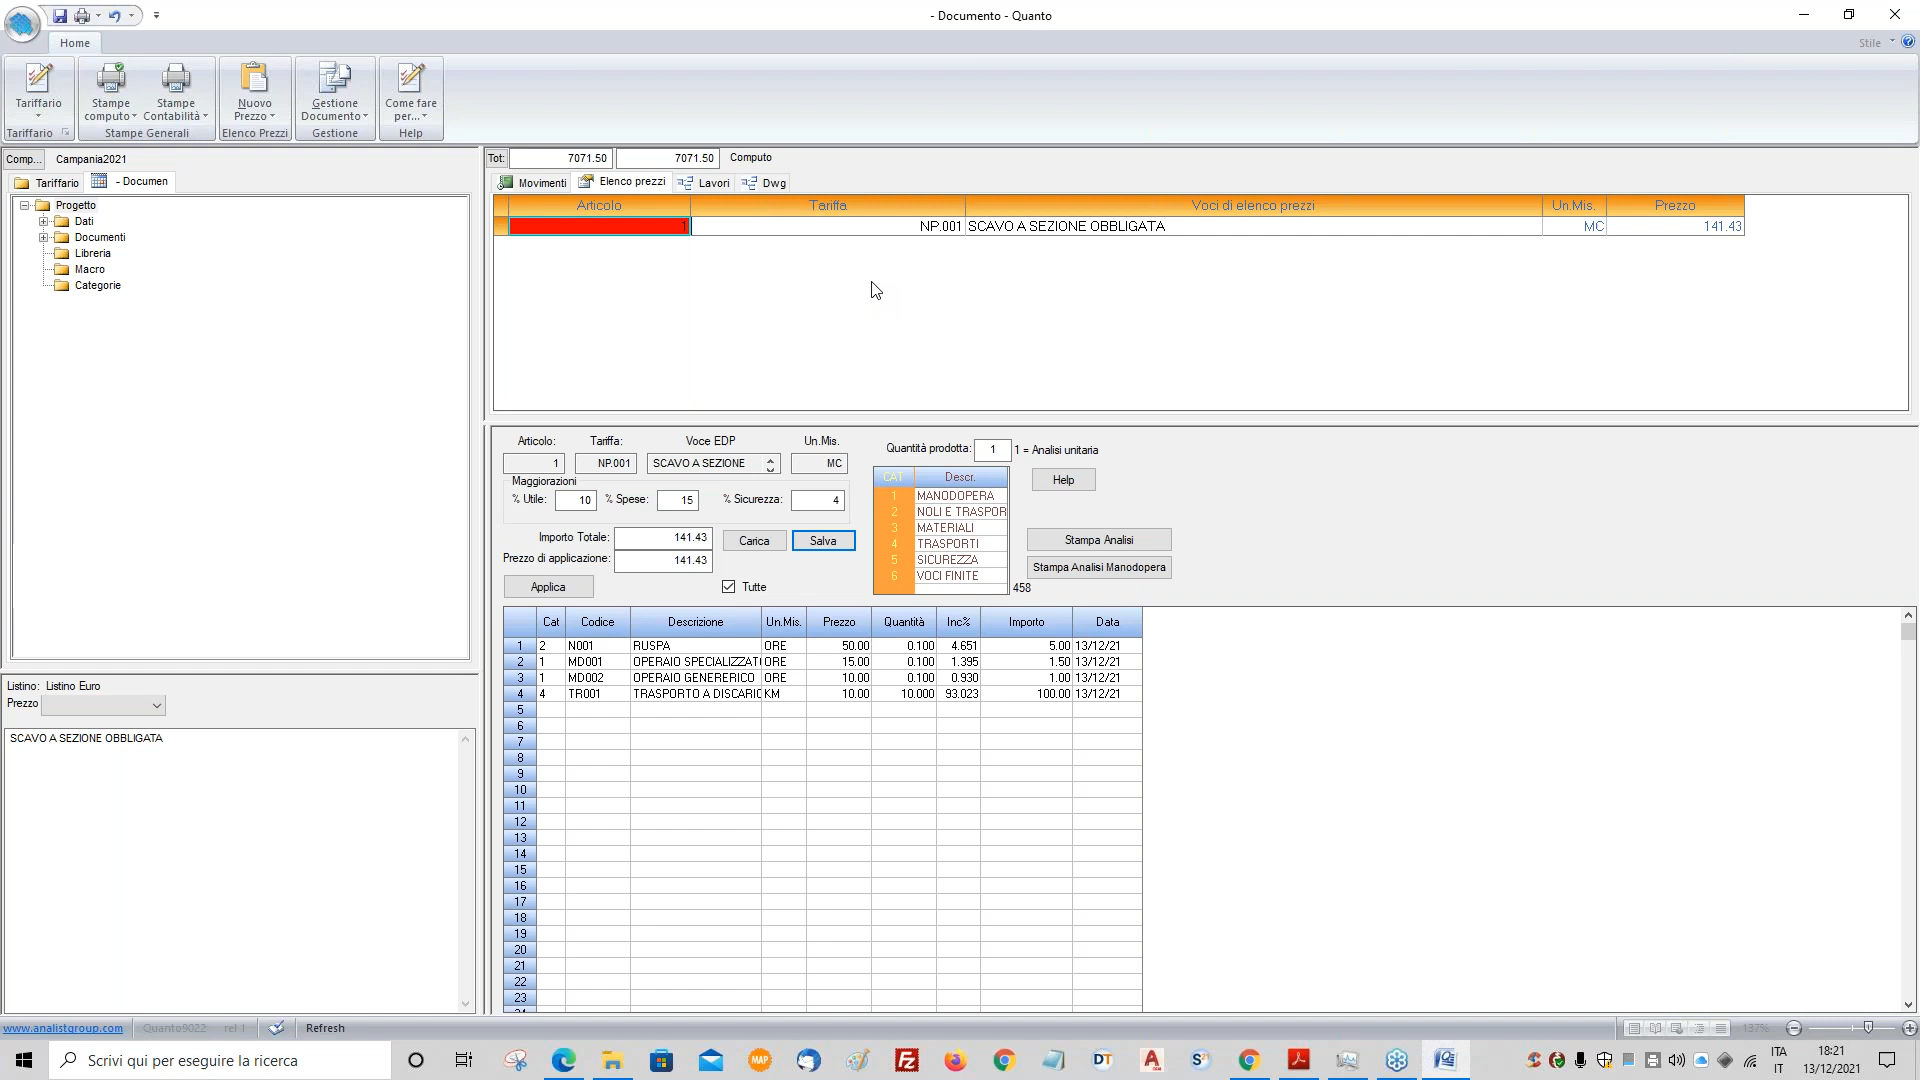 - Documento - Quanto
Home
Stile
Tariffario
Stampe computo
Stampe Contabilità
Nuovo Prezzo
Gestione Documento
Come fare per...
Tariffario
Stampe Generali
Elenco Prezzi
Gestione
Help
Comp...
Campania2021
Tariffario
- Documen
Progetto
Dati
Documenti
Libreria
Macro
Categorie
Listino: Listino Euro
Prezzo
SCAVO A SEZIONE OBBLIGATA
Tot: 7071.50 7071.50 Computo
Movimenti Elenco prezzi Lavori Dwg
Articolo Tariffa Voci di elenco prezzi Un.Mis. Prezzo
1 NP.001 SCAVO A SEZIONE OBBLIGATA MC 141.43
Articolo: Tariffa: Voce EDP Un.Mis.
1 NP.001 SCAVO A SEZIONE MC
Maggiorazioni
% Utile: 10 % Spese: 15 % Sicurezza: 4
Importo Totale: 141.43 Carica Salva
Prezzo di applicazione: 141.43
Applica Tutte
Quantità prodotta: 1 1 = Analisi unitaria
CAT Descr.
1 MANODOPERA
2 NOLI E TRASPOR
3 MATERIALI
4 TRASPORTI
5 SICUREZZA
6 VOCI FINITE
458
Help
Stampa Analisi
Stampa Analisi Manodopera
Cat Codice Descrizione Un.Mis. Prezzo Quantità Inc% Importo Data
1 2 N001 RUSPA ORE 50.00 0.100 4.651 5.00 13/12/21
2 1 MD001 OPERAIO SPECIALIZZAT ORE 15.00 0.100 1.395 1.50 13/12/21
3 1 MD002 OPERAIO GENERERICO ORE 10.00 0.100 0.930 1.00 13/12/21
4 4 TR001 TRASPORTO A DISCARIC KM 10.00 10.000 93.023 100.00 13/12/21
5
6
7
8
9
10
11
12
13
14
15
16
17
18
19
20
21
22
23
www.analistgroup.com Quanto9022 rel 1 Refresh
137%
Scrivi qui per eseguire la ricerca
MAP
DT
ITA
IT
18:21
13/12/2021